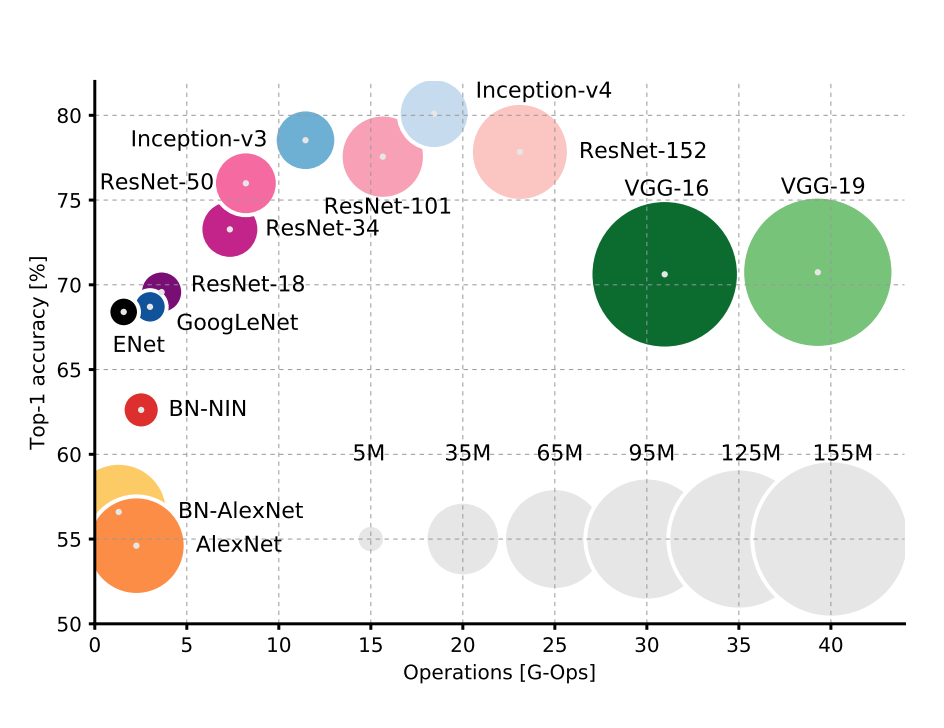 Inception-v4
80
Inception-v3
ResNet-152
ResNet-50
VGG-16
VGG-19
75
ResNet-101
ResNet-34
70
ResNet-18
GoogLeNet
ENet
65
BN-NIN
Top-1 accuracy [%]
60
5M 35M 65M 95M 125M 155M
BN-AlexNet
55
AlexNet
50
0 5 10 15 20 25 30 35 40
Operations [G-Ops]